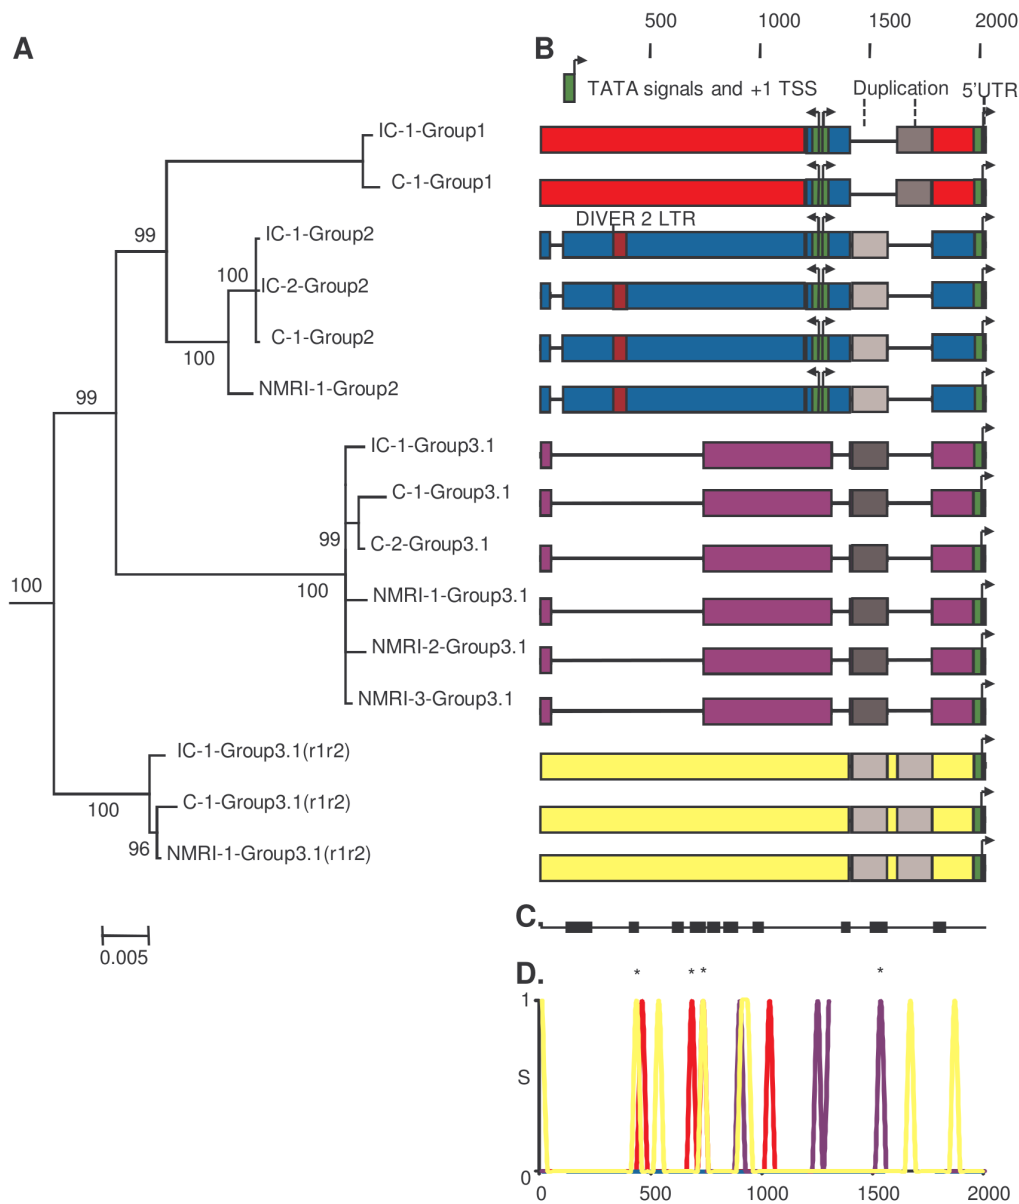 A
B
500 1000 1500 2000
TATA signals and +1 TSS
Duplication
5'UTR
IC-1-Group1
C-1-Group1
DIVER 2 LTR
99
IC-1-Group2
100
IC-2-Group2
C-1-Group2
100
NMRI-1-Group2
99
IC-1-Group3.1
C-1-Group3.1
99
C-2-Group3.1
100
NMRI-1-Group3.1
100
NMRI-2-Group3.1
NMRI-3-Group3.1
IC-1-Group3.1(r1r2)
100
C-1-Group3.1(r1r2)
96
NMRI-1-Group3.1(r1r2)
0.005
C.
D.
* * * *
1
S
0
0 500 1000 1500 2000